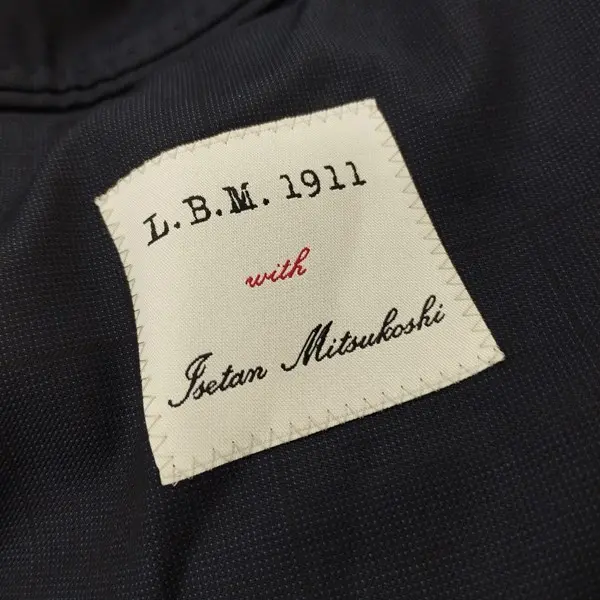 L.B.M. 1911
with
Isetan Mitsukoshi